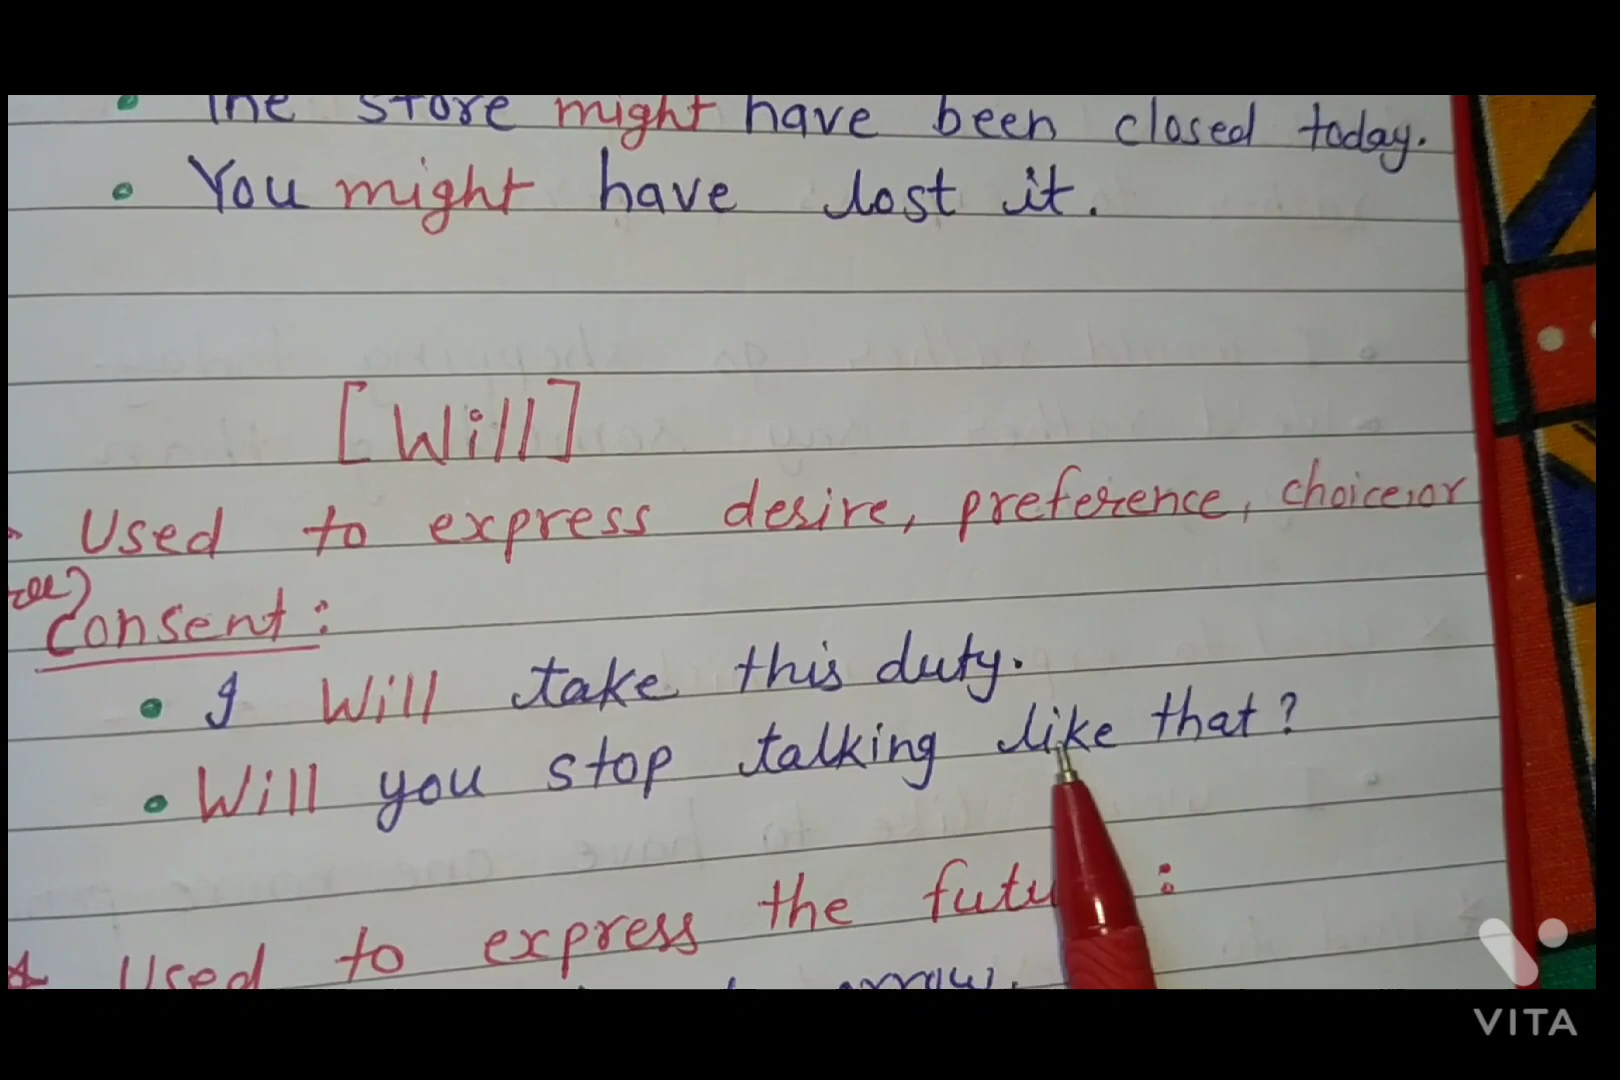 • The store might have been closed today.
• You might have lost it.
[Will]
Used to express desire, preference, choice, or
Consent:
• I Will take this duty.
• Will you stop talking like that?
Used to express the futu :
VITA